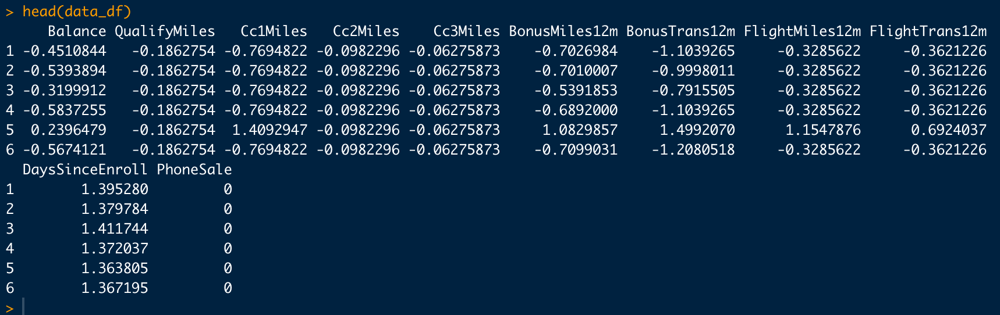 > head(data_df)
Balance QualifyMiles Cc1Miles Cc2Miles Cc3Miles BonusMiles12m BonusTrans12m FlightMiles12m FlightTrans12m
1 -0.4510844 -0.1862754 -0.7694822 -0.0982296 -0.06275873 -0.7026984 -1.1039265 -0.3285622 -0.3621226
2 -0.5393894 -0.1862754 -0.7694822 -0.0982296 -0.06275873 -0.7010007 -0.9998011 -0.3285622 -0.3621226
3 -0.3199912 -0.1862754 -0.7694822 -0.0982296 -0.06275873 -0.5391853 -0.7915505 -0.3285622 -0.3621226
4 -0.5837255 -0.1862754 -0.7694822 -0.0982296 -0.06275873 -0.6892000 -1.1039265 -0.3285622 -0.3621226
5 0.2396479 -0.1862754 1.4092947 -0.0982296 -0.06275873 1.0829857 1.4992070 1.1547876 0.6924037
6 -0.5674121 -0.1862754 -0.7694822 -0.0982296 -0.06275873 -0.7099031 -1.2080518 -0.3285622 -0.3621226
DaysSinceEnroll PhoneSale
1 1.395280 0
2 1.379784 0
3 1.411744 0
4 1.372037 0
5 1.363805 0
6 1.367195 0
>